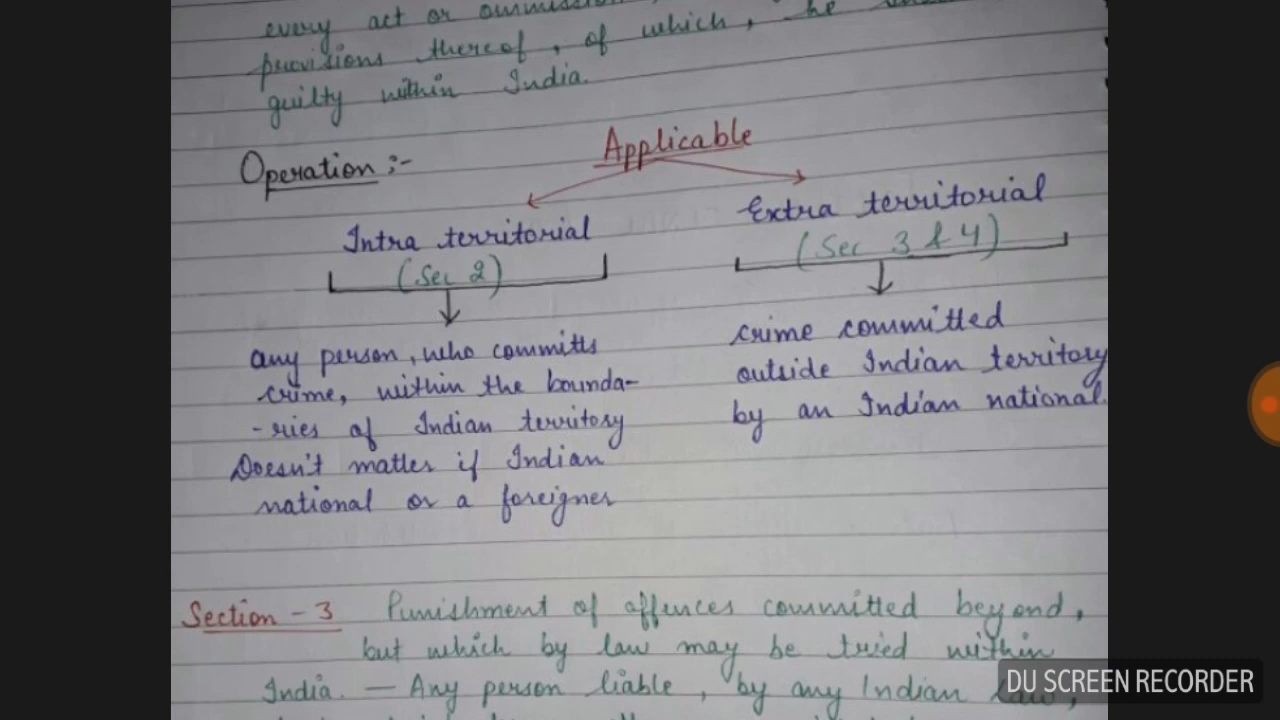 every act or ommission
provisions thereof, of which, he
guilty within India.
Applicable
Operation :-
Intra territorial
Extra territorial
(Sec 2)
(Sec 3 & 4)
any person, who committs
crime, within the bounda-
-ries of Indian territory
Doesn't matter if Indian
national or a foreigner
crime committed
outside Indian territory
by an Indian national.
Section - 3 Punishment of offences committed beyond,
but which by law may be tried within
India. — Any person liable, by any Indian law,
DU SCREEN RECORDER